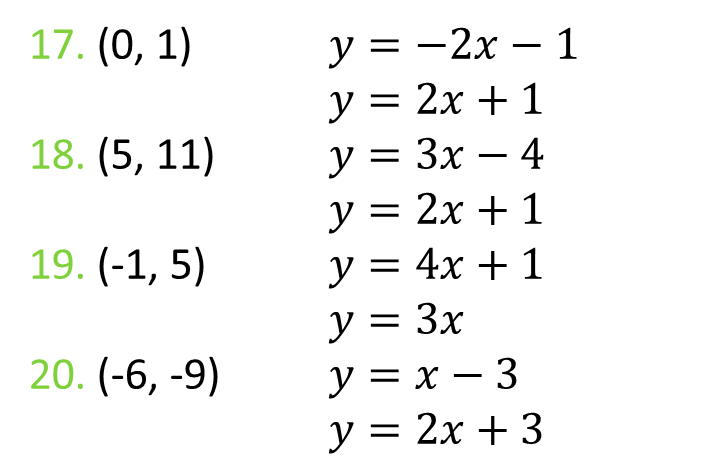 17. (0, 1) y = −2x − 1
y = 2x + 1
18. (5, 11) y = 3x − 4
y = 2x + 1
19. (-1, 5) y = 4x + 1
y = 3x
20. (-6, -9) y = x − 3
y = 2x + 3